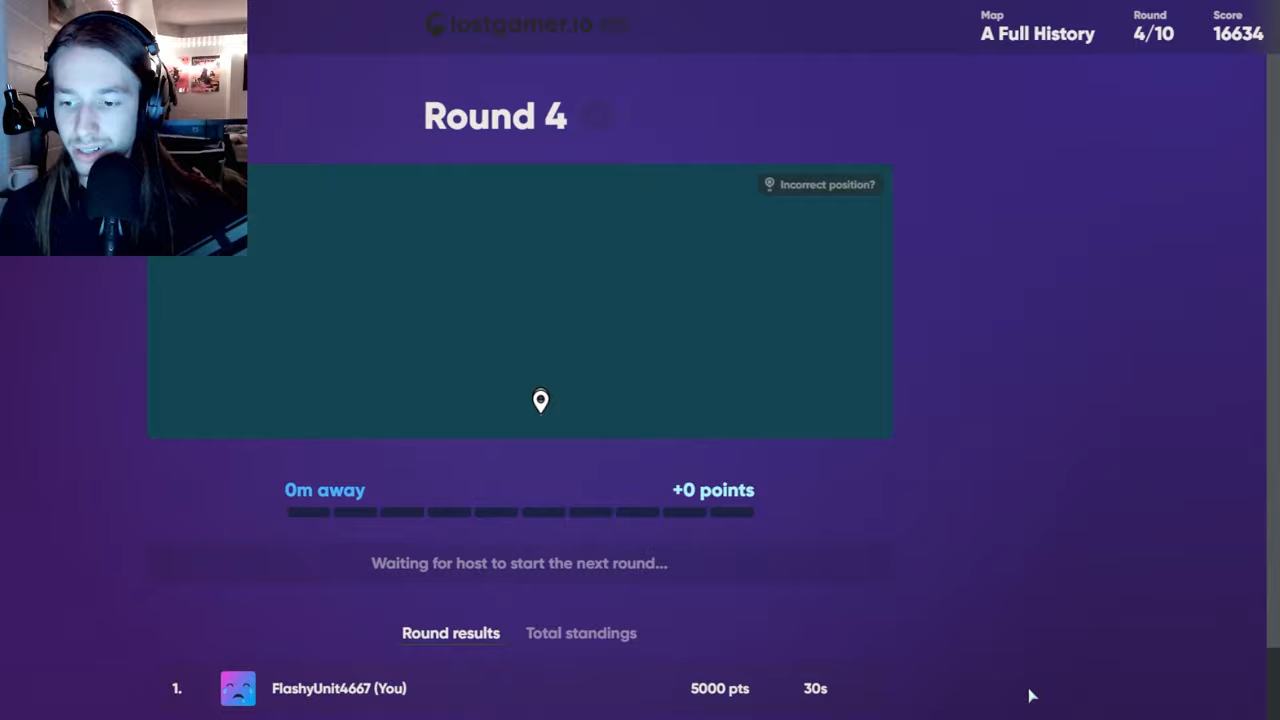 lostgamer.io
Map
A Full History
Round
4/10
Score
16634
Round 4
Incorrect position?
0m away
+0 points
Waiting for host to start the next round...
Round results
Total standings
1.
FlashyUnit4667 (You)
5000 pts
30s